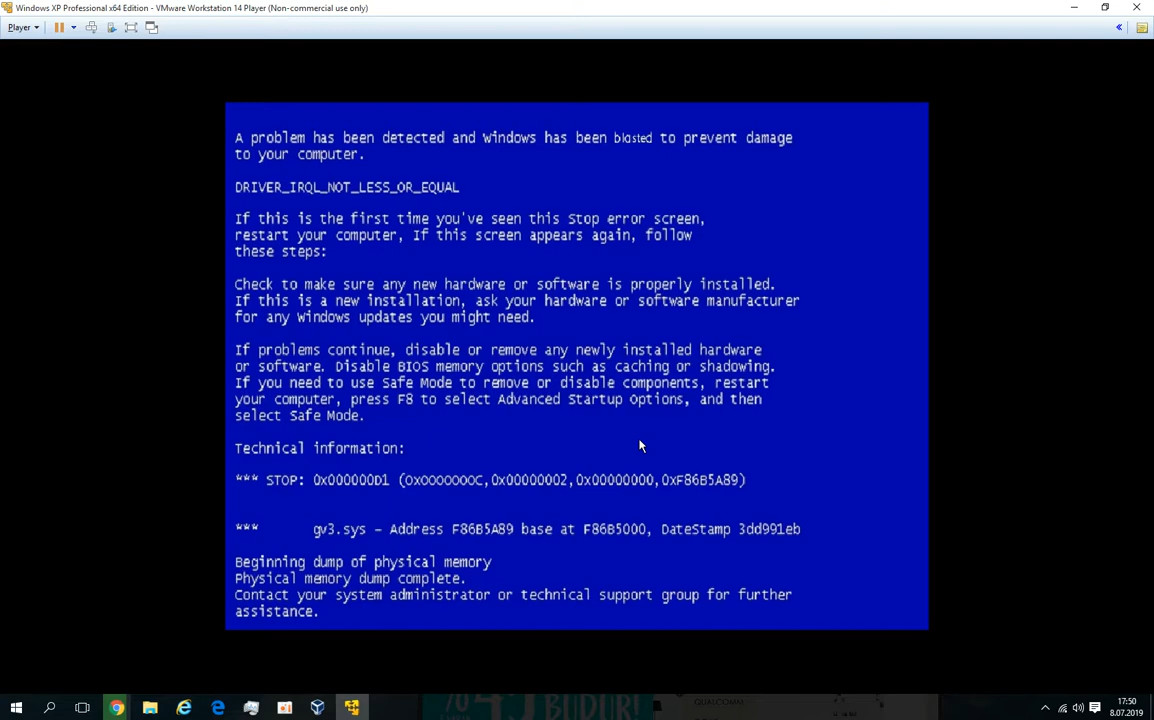 Windows XP Professional x64 Edition - VMware Workstation 14 Player (Non-commercial use only)
Player
A problem has been detected and Windows has been blasted to prevent damage
to your computer.
DRIVER_IRQL_NOT_LESS_OR_EQUAL
If this is the first time you've seen this Stop error screen,
restart your computer, If this screen appears again, follow
these steps:
Check to make sure any new hardware or software is properly installed.
If this is a new installation, ask your hardware or software manufacturer
for any Windows updates you might need.
If problems continue, disable or remove any newly installed hardware
or software. Disable BIOS memory options such as caching or shadowing.
If you need to use Safe Mode to remove or disable components, restart
your computer, press F8 to select Advanced Startup Options, and then
select Safe Mode.
Technical information:
*** STOP: 0x000000D1 (0x0000000C,0x00000002,0x00000000,0xF86B5A89)
*** gv3.sys - Address F86B5A89 base at F86B5000, DateStamp 3dd991eb
Beginning dump of physical memory
Physical memory dump complete.
Contact your system administrator or technical support group for further
assistance.
BUDUR!
QUALCOMM
17:50
8.07.2019